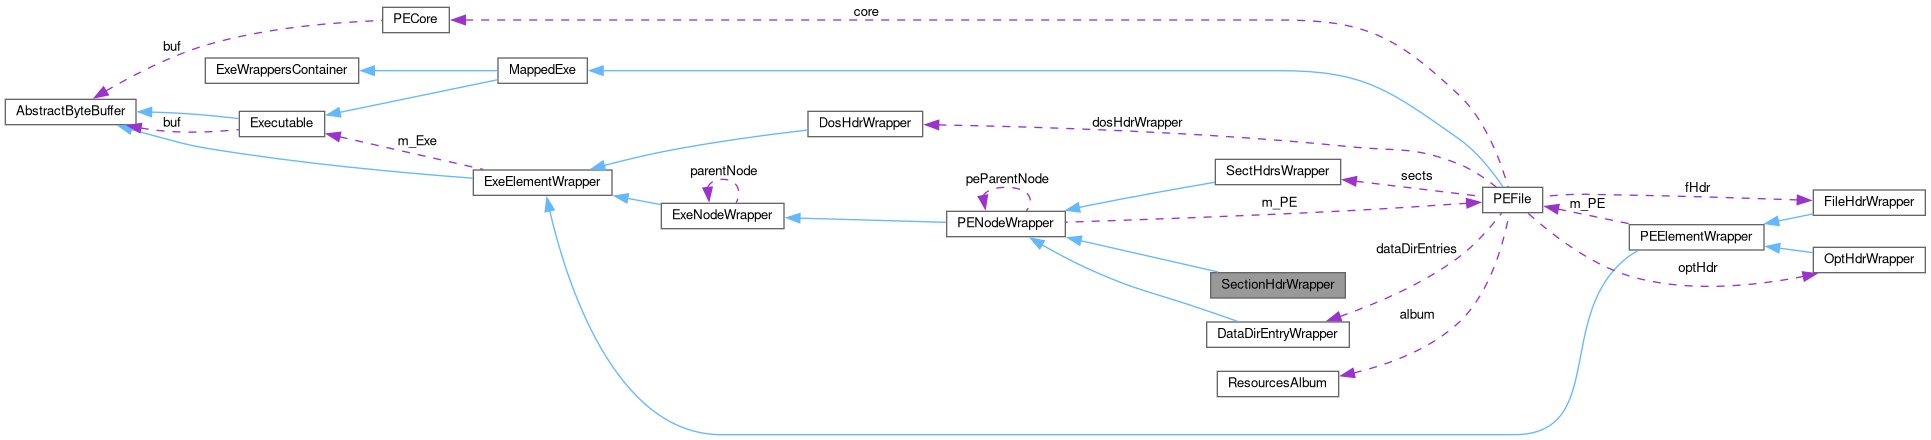 PECore
core
buf
ExeWrappersContainer
MappedExe
AbstractByteBuffer
Executable
buf
m_Exe
DosHdrWrapper
dosHdrWrapper
ExeElementWrapper
parentNode
ExeNodeWrapper
peParentNode
PENodeWrapper
SectHdrsWrapper
sects
m_PE
PEFile
fHdr
FileHdrWrapper
m_PE
PEElementWrapper
dataDirEntries
OptHdrWrapper
optHdr
SectionHdrWrapper
album
DataDirEntryWrapper
ResourcesAlbum